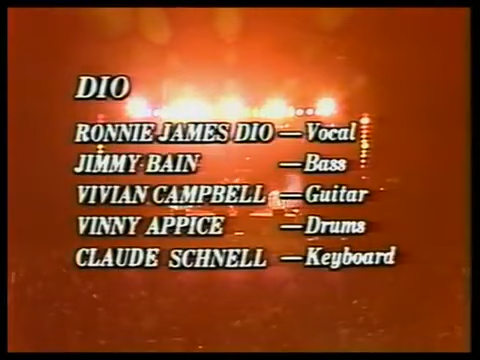 DIO
RONNIE JAMES DIO — Vocal
JIMMY BAIN — Bass
VIVIAN CAMPBELL — Guitar
VINNY APPICE — Drums
CLAUDE SCHNELL — Keyboard